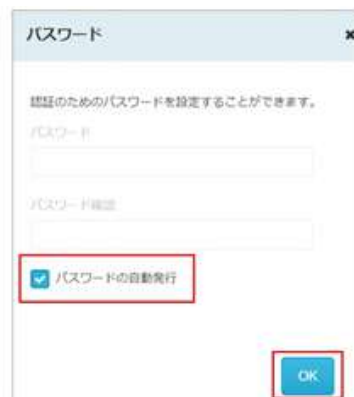 パスワード
認証のためのパスワードを設定することができます。
パスワード
パスワード確認
パスワードの自動発行
OK